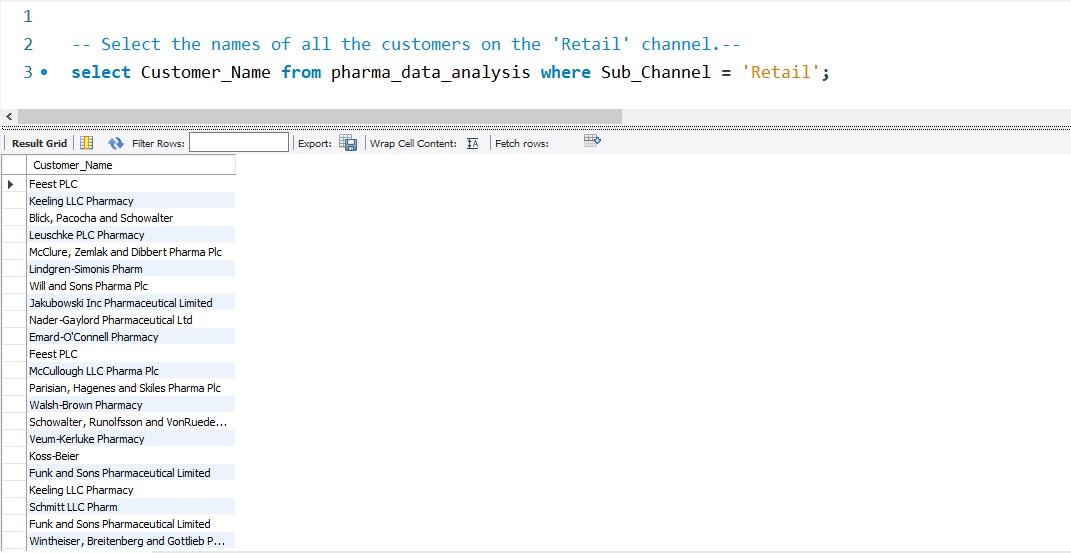 1
2 -- Select the names of all the customers on the 'Retail' channel.--
3 select Customer_Name from pharma_data_analysis where Sub_Channel = 'Retail';
Result Grid Filter Rows: Export: Wrap Cell Content: IA Fetch rows:
Customer_Name
Feest PLC
Keeling LLC Pharmacy
Blick, Pacocha and Schowalter
Leuschke PLC Pharmacy
McClure, Zemlak and Dibbert Pharma Plc
Lindgren-Simonis Pharm
Will and Sons Pharma Plc
Jakubowski Inc Pharmaceutical Limited
Nader-Gaylord Pharmaceutical Ltd
Emard-O'Connell Pharmacy
Feest PLC
McCullough LLC Pharma Plc
Parisian, Hagenes and Skiles Pharma Plc
Walsh-Brown Pharmacy
Schowalter, Runolfsson and VonRuede...
Veum-Kerluke Pharmacy
Koss-Beier
Funk and Sons Pharmaceutical Limited
Keeling LLC Pharmacy
Schmitt LLC Pharm
Funk and Sons Pharmaceutical Limited
Wintheiser, Breitenberg and Gottlieb P...